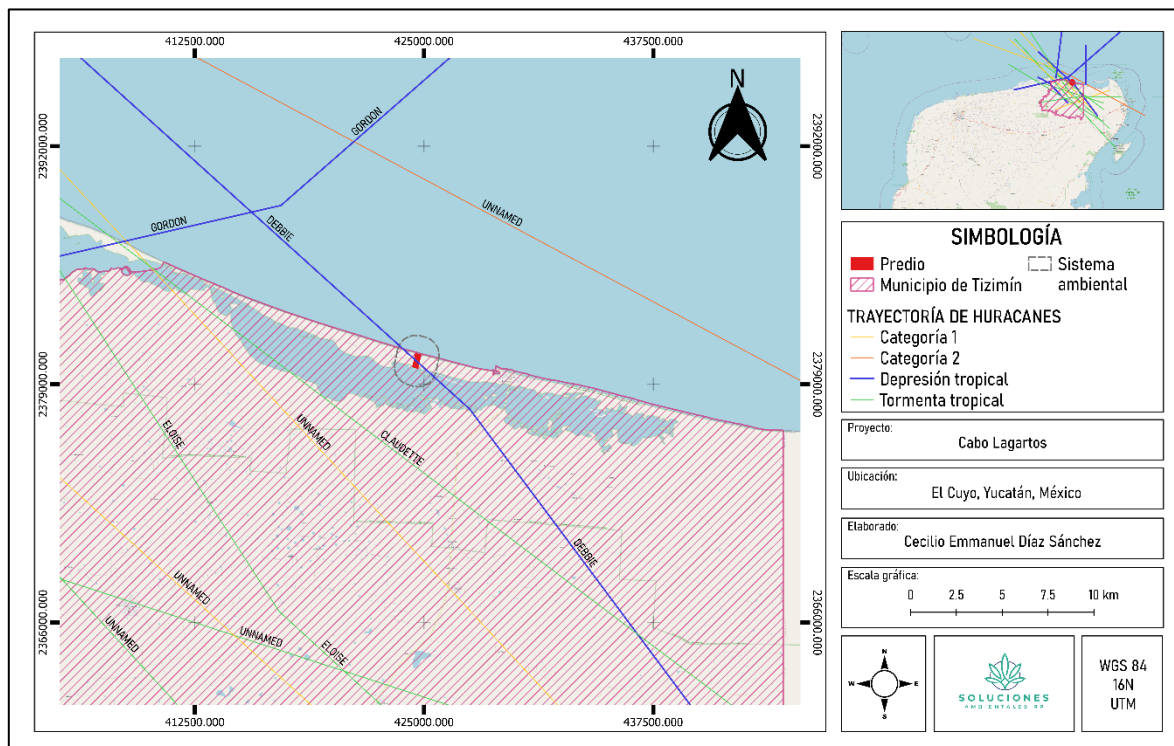 412500.000
425000.000
437500.000
2392000.000
2392000.000
N
GORDON
UNNAMED
GORDON
DEBBIE
2379000.000
2379000.000
UNNAMED
CLAUDETTE
ELOISE
DEBBIE
UNNAMED
UNNAMED
UNNAMED
ELOISE
2366000.000
2366000.000
412500.000
425000.000
437500.000
SIMBOLOGÍA
Predio
Sistema
ambiental
Municipio de Tizimín
TRAYECTORÍA DE HURACANES
Categoría 1
Categoría 2
Depresión tropical
Tormenta tropical
Proyecto:
Cabo Lagartos
Ubicación:
El Cuyo, Yucatán, México
Elaborado:
Cecilio Emmanuel Díaz Sánchez
Escala gráfica:
0 2.5 5 7.5 10 km
N
W E
S
SOLUCIONES
AMBIENTALES RP
WGS 84
16N
UTM